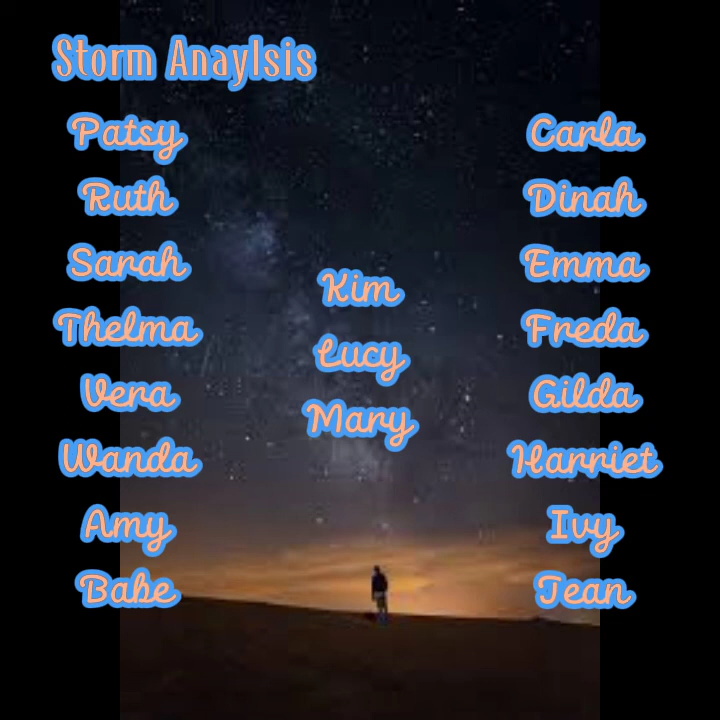 Storm Anaylsis
Patsy
Ruth
Sarah
Thelma
Vera
Wanda
Amy
Babe
Kim
Lucy
Mary
Carla
Dinah
Emma
Freda
Gilda
Harriet
Ivy
Jean